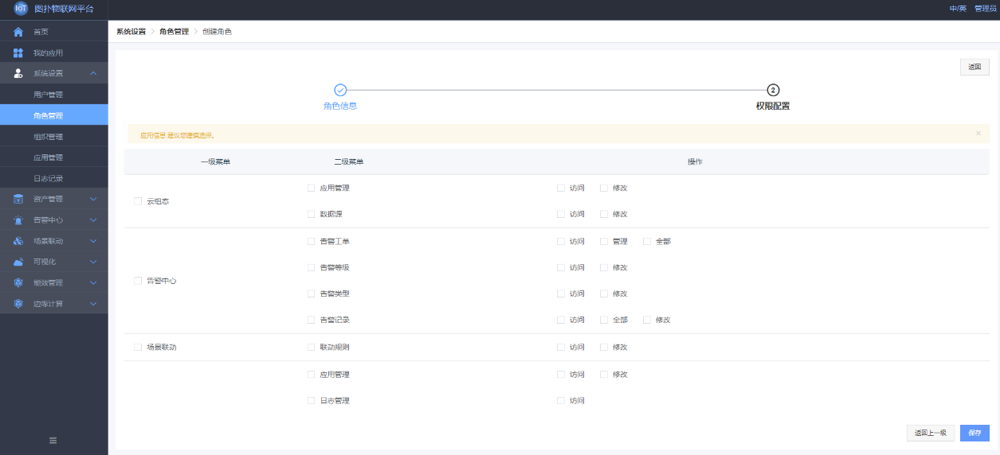 IoT 图扑物联网平台
中/英 管理员
首页
我的应用
系统设置
用户管理
角色管理
组织管理
应用管理
日志记录
资产管理
告警中心
场景联动
可视化
能效管理
边缘计算
系统设置 > 角色管理 > 创建角色
返回
2
角色信息 权限配置
应用信息 建议您谨慎选择。
一级菜单 二级菜单 操作
云组态
应用管理 访问 修改
数据源 访问 修改
告警中心
告警工单 访问 管理 全部
告警等级 访问 修改
告警类型 访问 修改
告警记录 访问 全部 修改
场景联动 联动规则 访问 修改
应用管理 访问 修改
日志管理 访问
返回上一级 保存